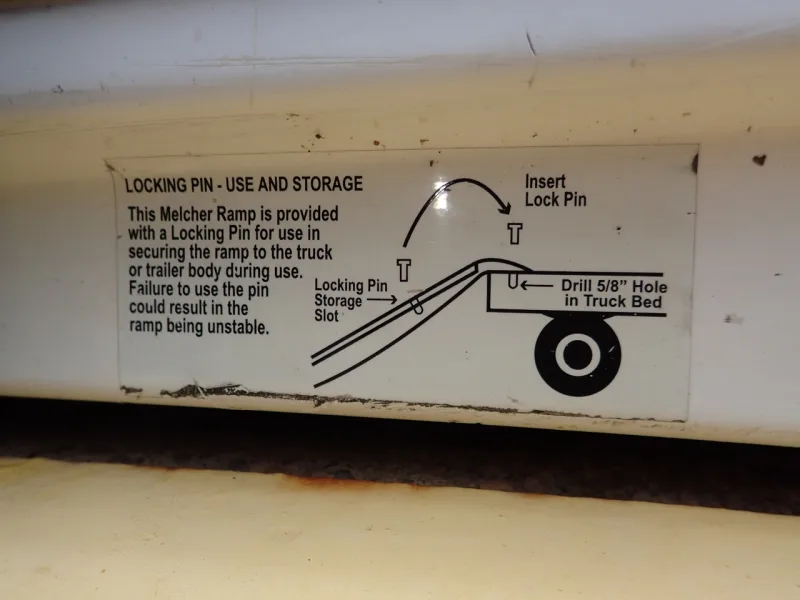 LOCKING PIN - USE AND STORAGE
This Melcher Ramp is provided
with a Locking Pin for use in
securing the ramp to the truck
or trailer body during use.
Failure to use the pin
could result in the
ramp being unstable.
Insert
Lock Pin
Locking Pin
Storage
Slot
Drill 5/8" Hole
in Truck Bed